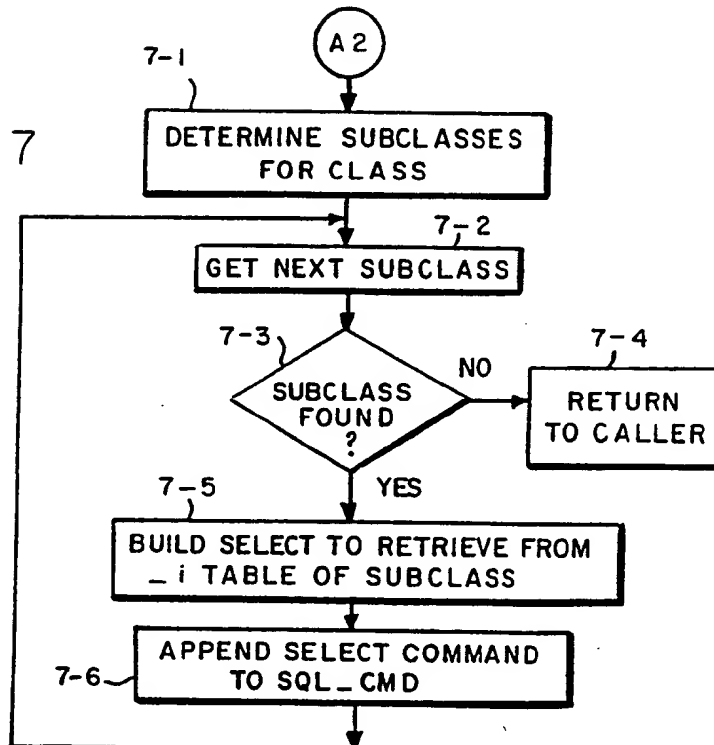 A2
7-1
DETERMINE SUBCLASSES
FOR CLASS
7
7-2
GET NEXT SUBCLASS
7-3
SUBCLASS
FOUND
?
NO
7-4
RETURN
TO CALLER
YES
7-5
BUILD SELECT TO RETRIEVE FROM
_i TABLE OF SUBCLASS
APPEND SELECT COMMAND
TO SQL_CMD
7-6